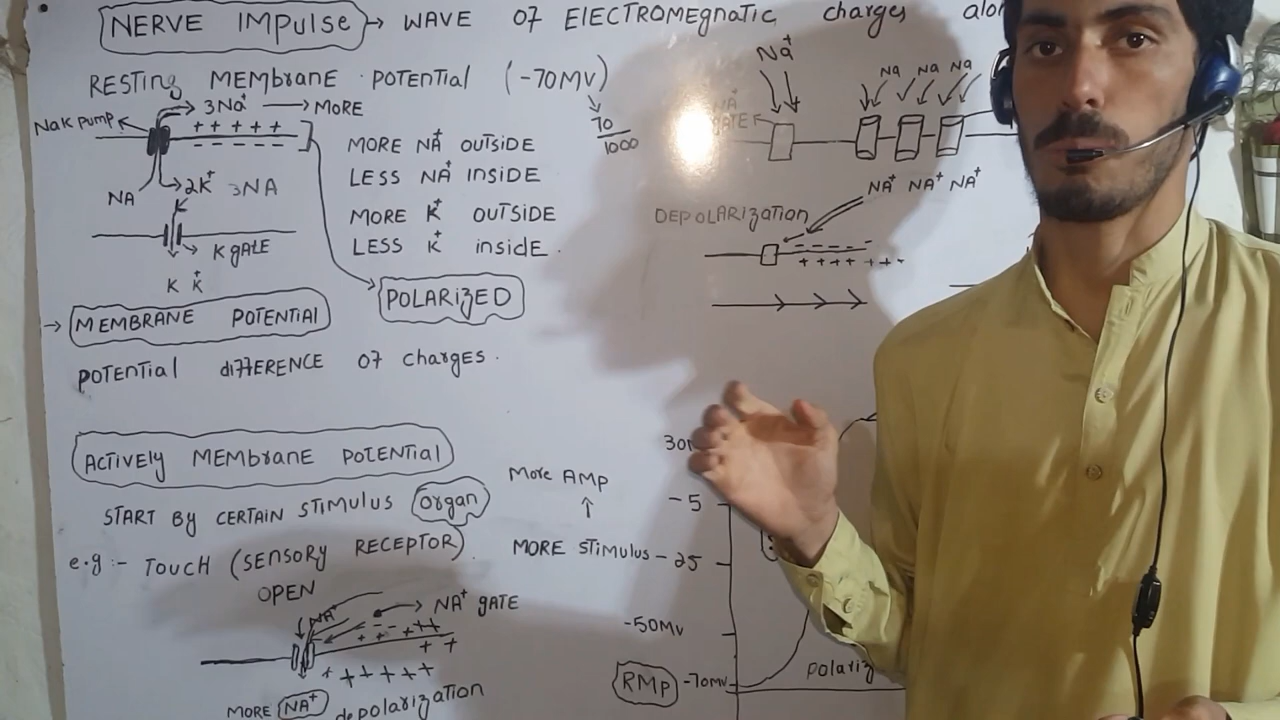 NERVE IMPulse → WAVE OF ElECTROMEgnatic charges alon
RESTINg MEMBRANE POTENTIAL (-70MV)
70
1000
NaK PUMP
3Na+ → MORE
+ + + + +
- - - - -
NA
2K+ 3NA
K
K gATE
K K+
MORE NA+ OUTSIDE
LESS NA+ INSIDE
MORE K+ OUTSIDE
LESS K+ inside.
POLARIZED
→ MEMBRANE POTENTIAL
POTENTIAL diFFERENCE OF chargES.
ACTIVELY MEMbrANE POTENTIAL
START By CERTAIN STIMULUS Organ
e.g:- TOUCH (SENSORY RECEPTOR).
OPEN
NA+
NA+ gATE
+ + + + + +
MORE NA+
depolarizaTION
More AMP
↑
MORE STIMULUS
Na+
NA+
GATE
Na Na Na
NA+ NA+ NA+
DEPOLARIZATION
- - - - -
+ + + + + +
30
-5
-25
-50MV
RMP -70MV
polariz